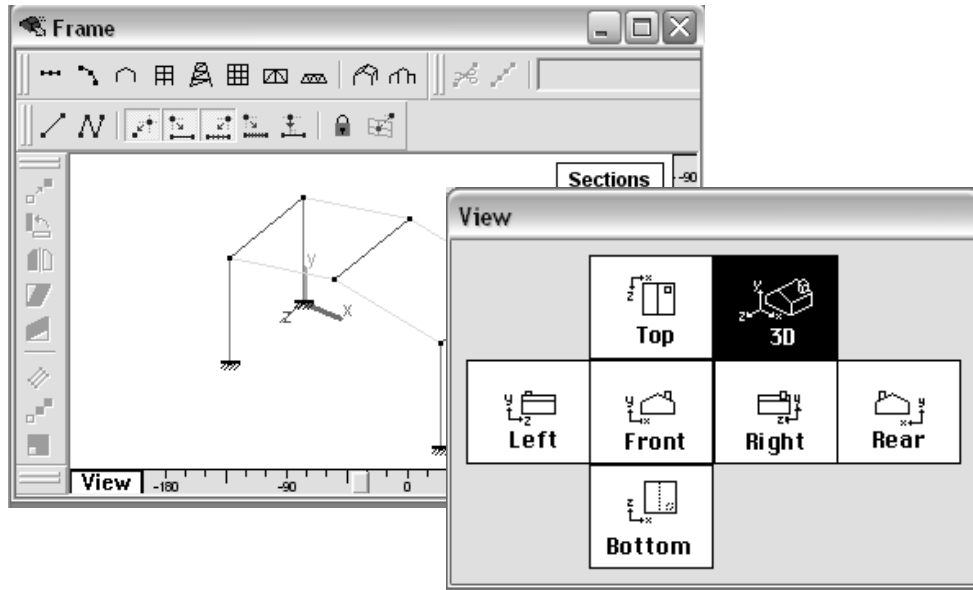 Frame
Sections
-90
y
x
z
View
-180
-90
0
View
x
z
Top
y
z
x
3D
y
z
Left
y
x
Front
y
z
Right
y
x
Rear
z
x
Bottom